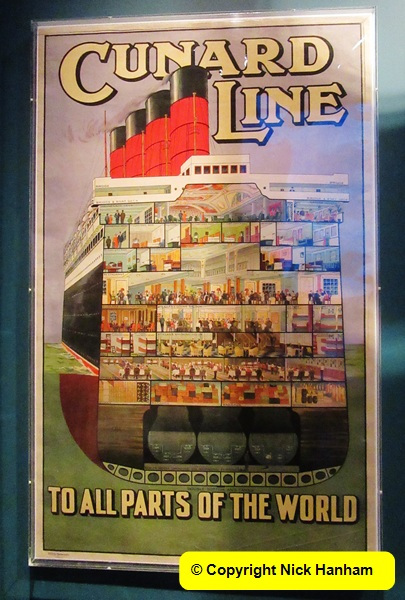 CUNARD
LINE
TO ALL PARTS OF THE WORLD
© Copyright Nick Hanham